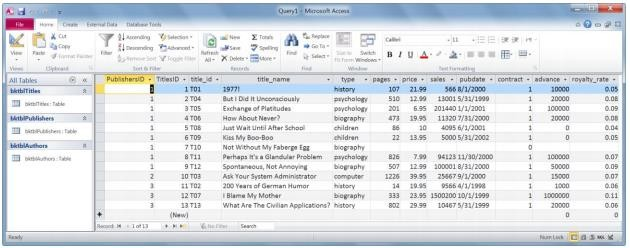 Query1 - Microsoft Access
File Home Create External Data Database Tools
View Paste Cut Copy Format Painter
Filter Ascending Descending Remove Sort Selection Advanced Toggle Filter
Refresh All New Save Delete Totals Spelling More
Find Replace Go To Select
Size to Fit Form Switch Windows
Calibri 11
B I U A
Views Clipboard Sort & Filter Records Find Window Text Formatting
All Tables
bktblTitles
bktblTitles : Table
bktblPublishers
bktblPublishers : Table
bktblAuthors
bktblAuthors : Table
PublishersID TitlesID title_id title_name type pages price sales pubdate contract advance royalty_rate
1 1 T01 1977! history 107 21.99 566 8/1/2000 1 10000 0.05
1 2 T04 But I Did It Unconsciously psychology 510 12.99 13001 5/31/1999 1 20000 0.08
1 3 T05 Exchange of Platitudes psychology 201 6.95 201440 1/1/2001 1 100000 0.09
1 4 T06 How About Never? biography 473 19.95 11320 7/31/2000 1 20000 0.08
1 5 T08 Just Wait Until After School children 86 10 4095 6/1/2001 1 0 0.04
1 6 T09 Kiss My Boo-Boo children 22 13.95 5000 5/31/2002 1 0 0.05
1 7 T10 Not Without My Faberge Egg biography 0
1 8 T11 Perhaps It's a Glandular Problem psychology 826 7.99 94123 11/30/2000 1 100000 0.07
1 9 T12 Spontaneous, Not Annoying biography 507 12.99 100001 8/31/2000 1 50000 0.09
2 10 T03 Ask Your System Administrator computer 1226 39.95 25667 9/1/2000 1 15000 0.07
3 11 T02 200 Years of German Humor history 14 19.95 9566 4/1/1998 1 1000 0.06
3 12 T07 I Blame My Mother biography 333 23.95 1500200 10/1/1999 1 1000000 0.11
3 13 T13 What Are The Civilian Applications? history 802 29.99 10467 5/31/1999 1 20000 0.06
(New) 0 0
Record: 1 of 13 No Filter Search
Ready Num Lock